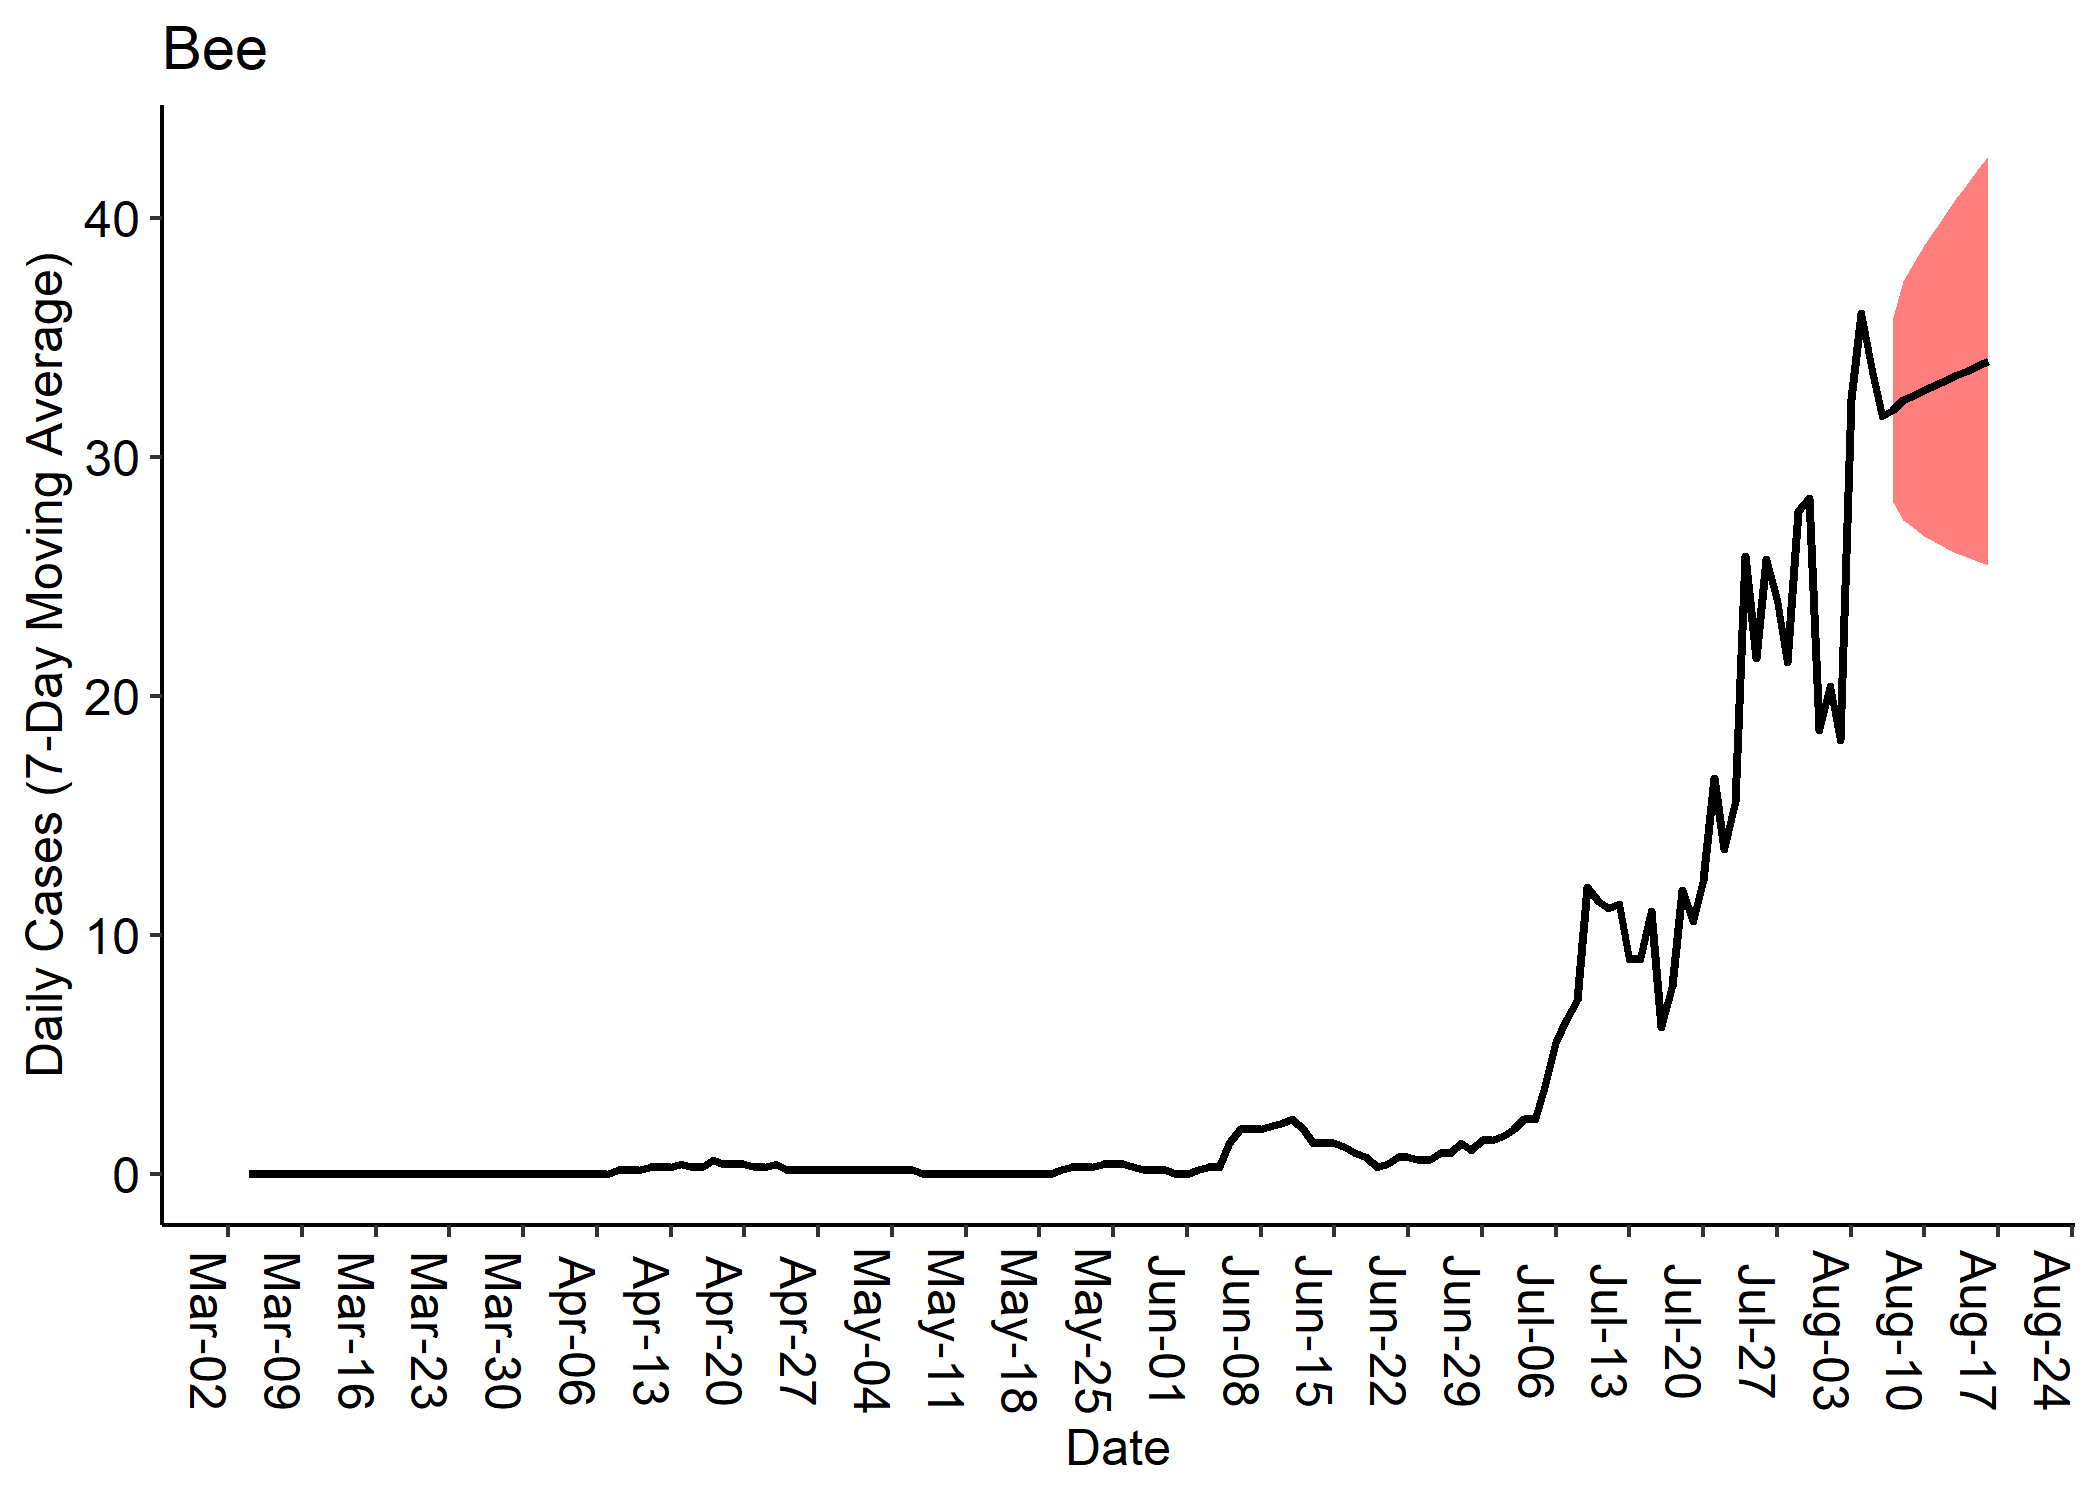 Bee
Daily Cases (7-Day Moving Average)
40
30
20
10
0
Mar-02
Mar-09
Mar-16
Mar-23
Mar-30
Apr-06
Apr-13
Apr-20
Apr-27
May-04
May-11
May-18
May-25
Jun-01
Jun-08
Jun-15
Jun-22
Jun-29
Jul-06
Jul-13
Jul-20
Jul-27
Aug-03
Aug-10
Aug-17
Aug-24
Date